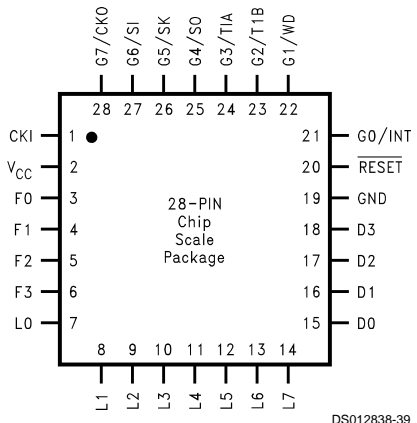 G7/CKO
G6/SI
G5/SK
G4/SO
G3/TIA
G2/T1B
G1/WD
28 27 26 25 24 23 22
CKI 1 21 G0/INT
VCC 2 20 RESET
F0 3 19 GND
F1 4 18 D3
F2 5 17 D2
F3 6 16 D1
L0 7 15 D0
28-PIN
Chip
Scale
Package
8 9 10 11 12 13 14
L1
L2
L3
L4
L5
L6
L7
DS012838-39